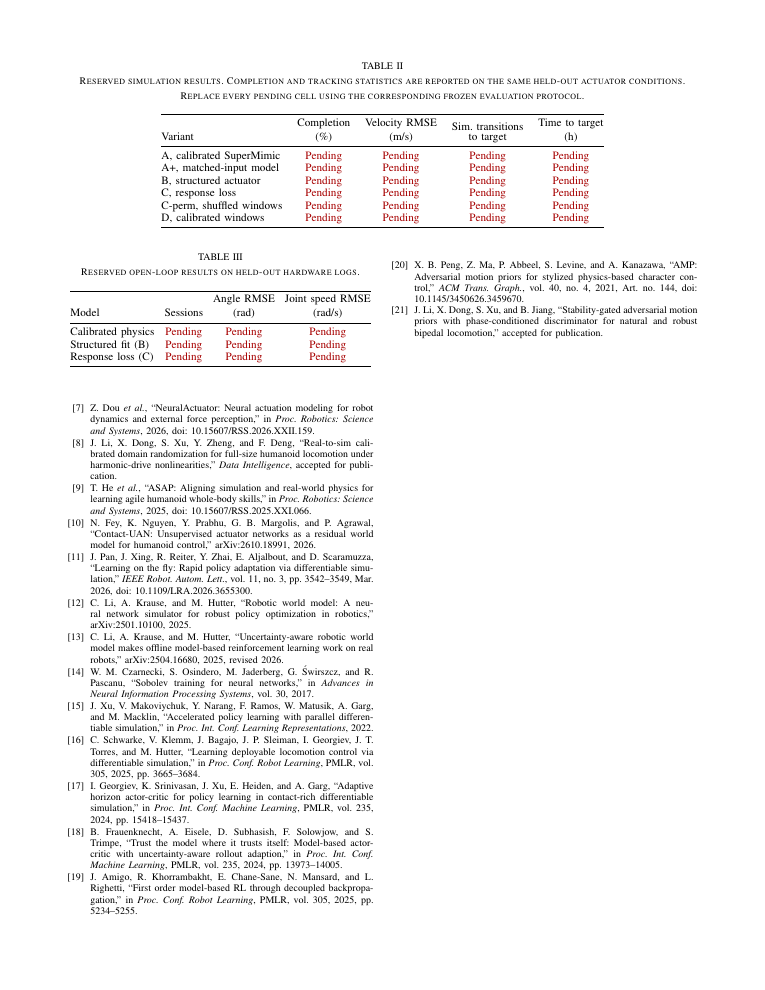 TABLE II
RESERVED SIMULATION RESULTS. COMPLETION AND TRACKING STATISTICS ARE REPORTED ON THE SAME HELD-OUT ACTUATOR CONDITIONS.
REPLACE EVERY PENDING CELL USING THE CORRESPONDING FROZEN EVALUATION PROTOCOL.
Variant Completion (%) Velocity RMSE (m/s) Sim. transitions to target Time to target (h)
A, calibrated SuperMimic Pending Pending Pending Pending
A+, matched-input model Pending Pending Pending Pending
B, structured actuator Pending Pending Pending Pending
C, response loss Pending Pending Pending Pending
C-perm, shuffled windows Pending Pending Pending Pending
D, calibrated windows Pending Pending Pending Pending
TABLE III
RESERVED OPEN-LOOP RESULTS ON HELD-OUT HARDWARE LOGS.
Model Sessions Angle RMSE (rad) Joint speed RMSE (rad/s)
Calibrated physics Pending Pending Pending
Structured fit (B) Pending Pending Pending
Response loss (C) Pending Pending Pending
[7] Z. Dou et al., “NeuralActuator: Neural actuation modeling for robot
dynamics and external force perception,” in Proc. Robotics: Science
and Systems, 2026, doi: 10.15607/RSS.2026.XXII.159.
[8] J. Li, X. Dong, S. Xu, Y. Zheng, and F. Deng, “Real-to-sim cali-
brated domain randomization for full-size humanoid locomotion under
harmonic-drive nonlinearities,” Data Intelligence, accepted for publi-
cation.
[9] T. He et al., “ASAP: Aligning simulation and real-world physics for
learning agile humanoid whole-body skills,” in Proc. Robotics: Science
and Systems, 2025, doi: 10.15607/RSS.2025.XXI.066.
[10] N. Fey, K. Nguyen, Y. Prabhu, G. B. Margolis, and P. Agrawal,
“Contact-UAN: Unsupervised actuator networks as a residual world
model for humanoid control,” arXiv:2610.18991, 2026.
[11] J. Pan, J. Xing, R. Reiter, Y. Zhai, E. Aljalbout, and D. Scaramuzza,
“Learning on the fly: Rapid policy adaptation via differentiable simu-
lation,” IEEE Robot. Autom. Lett., vol. 11, no. 3, pp. 3542–3549, Mar.
2026, doi: 10.1109/LRA.2026.3655300.
[12] C. Li, A. Krause, and M. Hutter, “Robotic world model: A neu-
ral network simulator for robust policy optimization in robotics,”
arXiv:2501.10100, 2025.
[13] C. Li, A. Krause, and M. Hutter, “Uncertainty-aware robotic world
model makes offline model-based reinforcement learning work on real
robots,” arXiv:2504.16680, 2025, revised 2026.
[14] W. M. Czarnecki, S. Osindero, M. Jaderberg, G. Świrszcz, and R.
Pascanu, “Sobolev training for neural networks,” in Advances in
Neural Information Processing Systems, vol. 30, 2017.
[15] J. Xu, V. Makoviychuk, Y. Narang, F. Ramos, W. Matusik, A. Garg,
and M. Macklin, “Accelerated policy learning with parallel differen-
tiable simulation,” in Proc. Int. Conf. Learning Representations, 2022.
[16] C. Schwarke, V. Klemm, J. Bagajo, J. P. Sleiman, I. Georgiev, J. T.
Torres, and M. Hutter, “Learning deployable locomotion control via
differentiable simulation,” in Proc. Conf. Robot Learning, PMLR, vol.
305, 2025, pp. 3665–3684.
[17] I. Georgiev, K. Srinivasan, J. Xu, E. Heiden, and A. Garg, “Adaptive
horizon actor-critic for policy learning in contact-rich differentiable
simulation,” in Proc. Int. Conf. Machine Learning, PMLR, vol. 235,
2024, pp. 15418–15437.
[18] B. Frauenknecht, A. Eisele, D. Subhasish, F. Solowjow, and S.
Trimpe, “Trust the model where it trusts itself: Model-based actor-
critic with uncertainty-aware rollout adaption,” in Proc. Int. Conf.
Machine Learning, PMLR, vol. 235, 2024, pp. 13973–14005.
[19] J. Amigo, R. Khorrambakht, E. Chane-Sane, N. Mansard, and L.
Righetti, “First order model-based RL through decoupled backpropa-
gation,” in Proc. Conf. Robot Learning, PMLR, vol. 305, 2025, pp.
5234–5255.
[20] X. B. Peng, Z. Ma, P. Abbeel, S. Levine, and A. Kanazawa, “AMP:
Adversarial motion priors for stylized physics-based character con-
trol,” ACM Trans. Graph., vol. 40, no. 4, 2021, Art. no. 144, doi:
10.1145/3450626.3459670.
[21] J. Li, X. Dong, S. Xu, and B. Jiang, “Stability-gated adversarial motion
priors with phase-conditioned discriminator for natural and robust
bipedal locomotion,” accepted for publication.